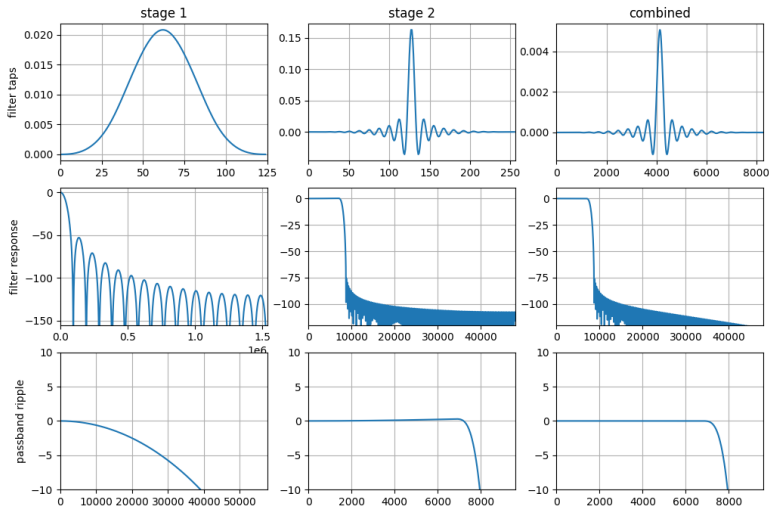 stage 1
stage 2
combined
filter taps
0.020
0.015
0.010
0.005
0.000
0 25 50 75 100 125
0.15
0.10
0.05
0.00
0 50 100 150 200 250
0.004
0.002
0.000
0 2000 4000 6000 8000
filter response
0
−50
−100
−150
0.0 0.5 1.0 1.5
1e6
0
−25
−50
−75
−100
0 10000 20000 30000 40000
0
−25
−50
−75
−100
0 10000 20000 30000 40000
passband ripple
10
5
0
−5
−10
0 10000 20000 30000 40000 50000
10
5
0
−5
−10
0 2000 4000 6000 8000
10
5
0
−5
−10
0 2000 4000 6000 8000